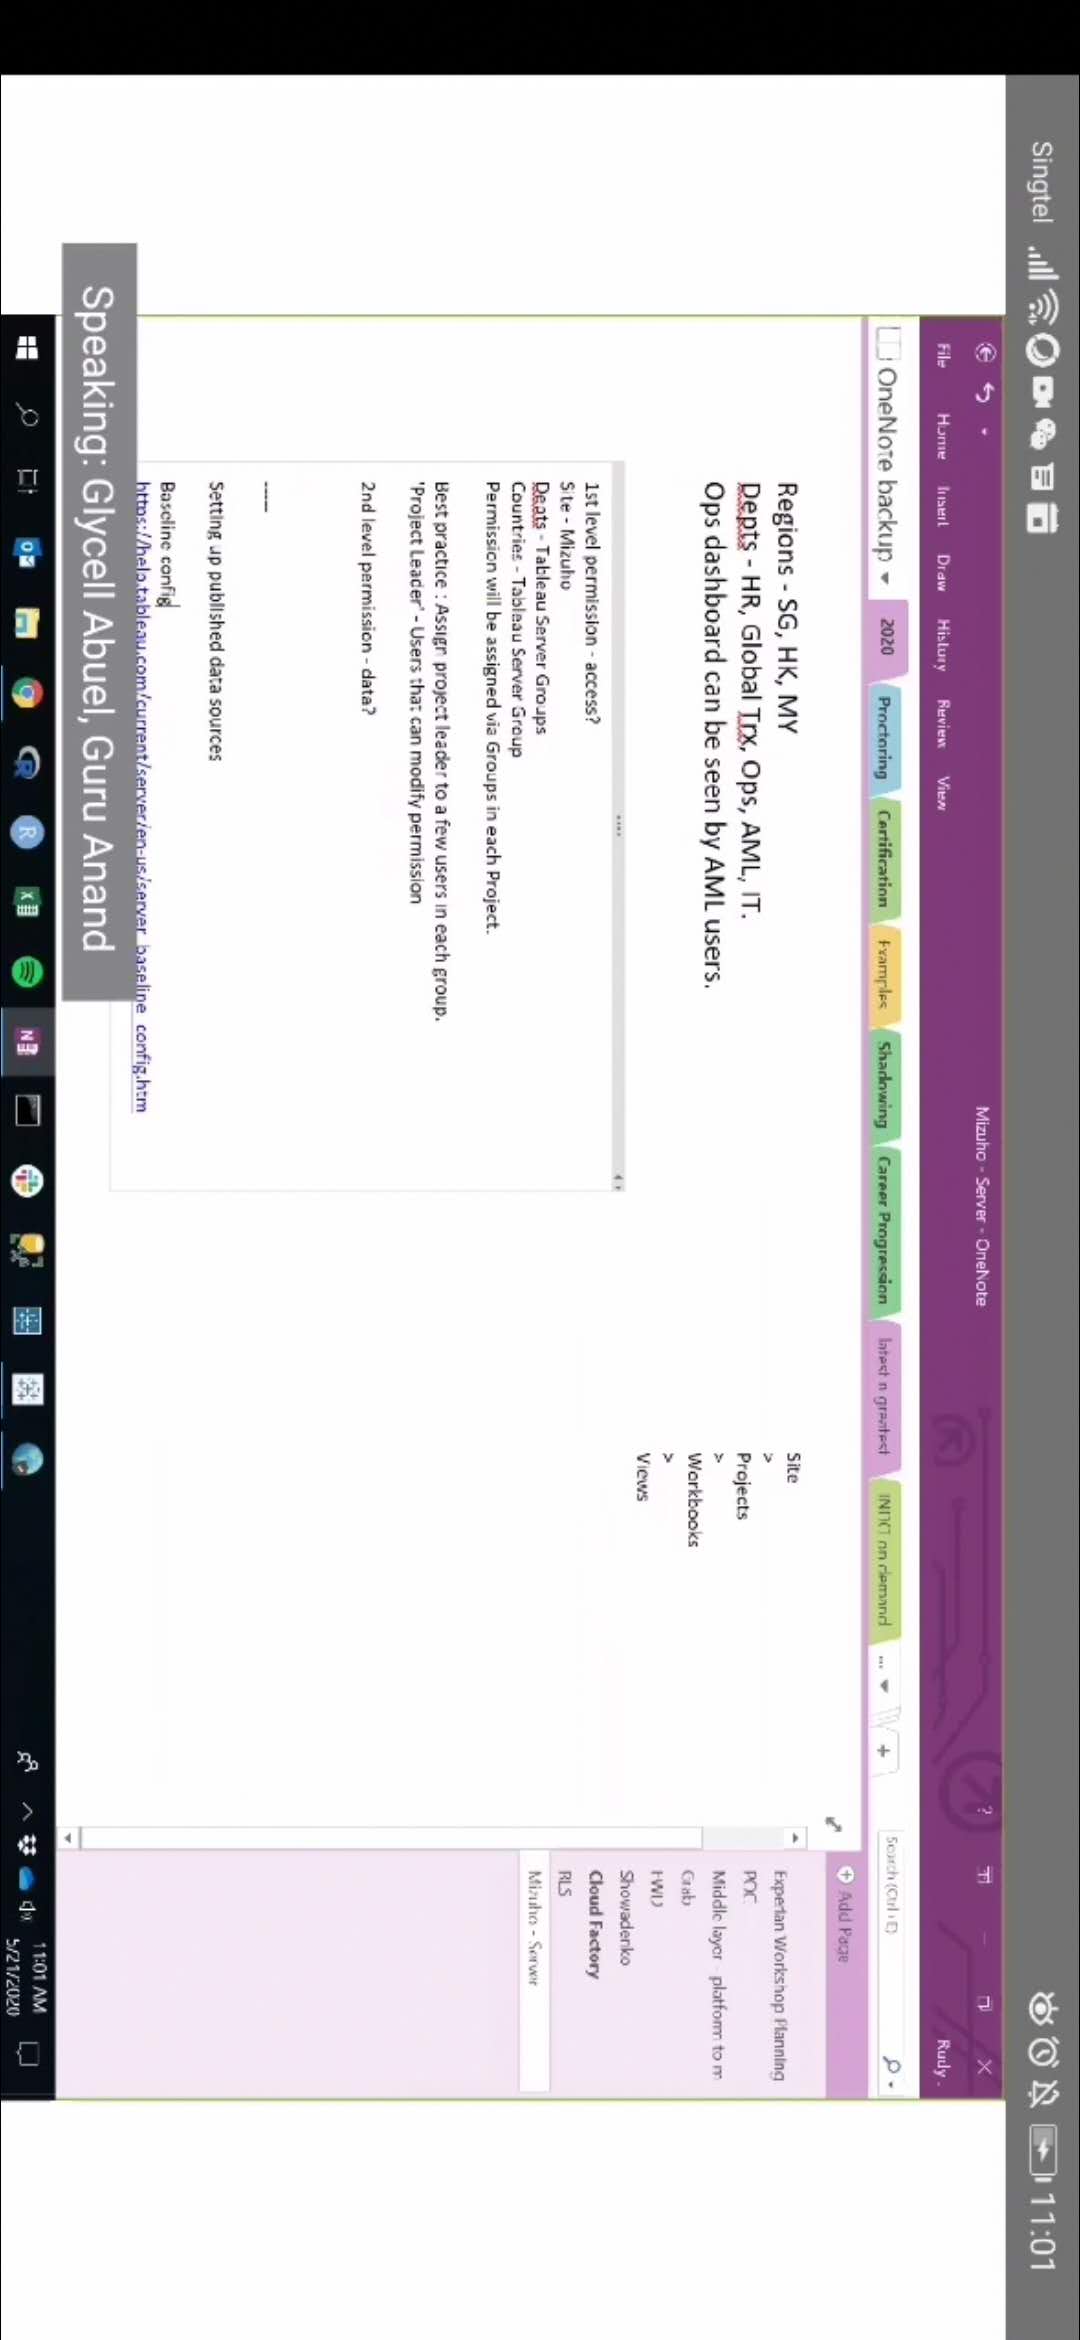 Singtel
11:01
Mizuho - Server - OneNote
?
File Home Insert Draw History Review View
Rudy .
OneNote backup
2020
Proctoring
Certification
Examples
Shadowing
Career Progression
latest n greatest
on demand
...
+
Search (Ctrl+E)
Regions - SG, HK, MY
Depts - HR, Global Trx, Ops, AML, IT.
Ops dashboard can be seen by AML users.
Site
>
Projects
>
Workbooks
>
Views
1st level permission - access?
Site - Mizuho
Deats - Tableau Server Groups
Countries - Tableau Server Group
Permission will be assigned via Groups in each Project.
Best practice : Assign project leader to a few users in each group.
'Project Leader' - Users that can modify permission
2nd level permission - data?
-----
Setting up published data sources
Baseline config
https://help.tableau.com/current/server/en-us/server_baseline_config.htm
Add Page
Experian Workshop Planning
POC
Middle layer - platform to m
Grab
FWD
Showadenko
Cloud Factory
RLS
Mizuho - Server
Speaking: Glycell Abuel, Guru Anand
11:01 AM
5/21/2020